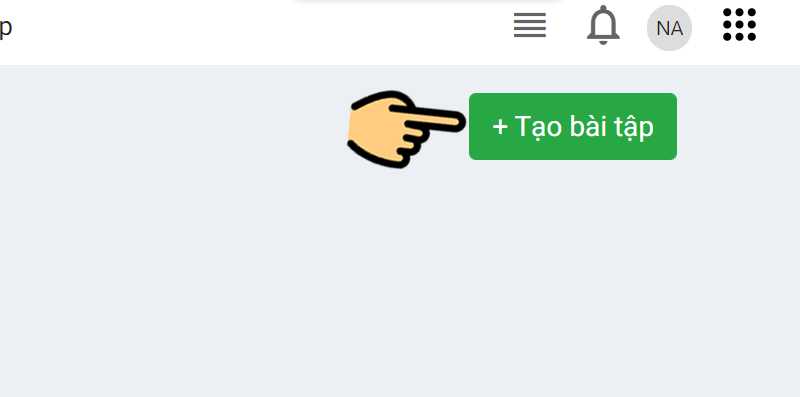 p
NA
+ Tạo bài tập